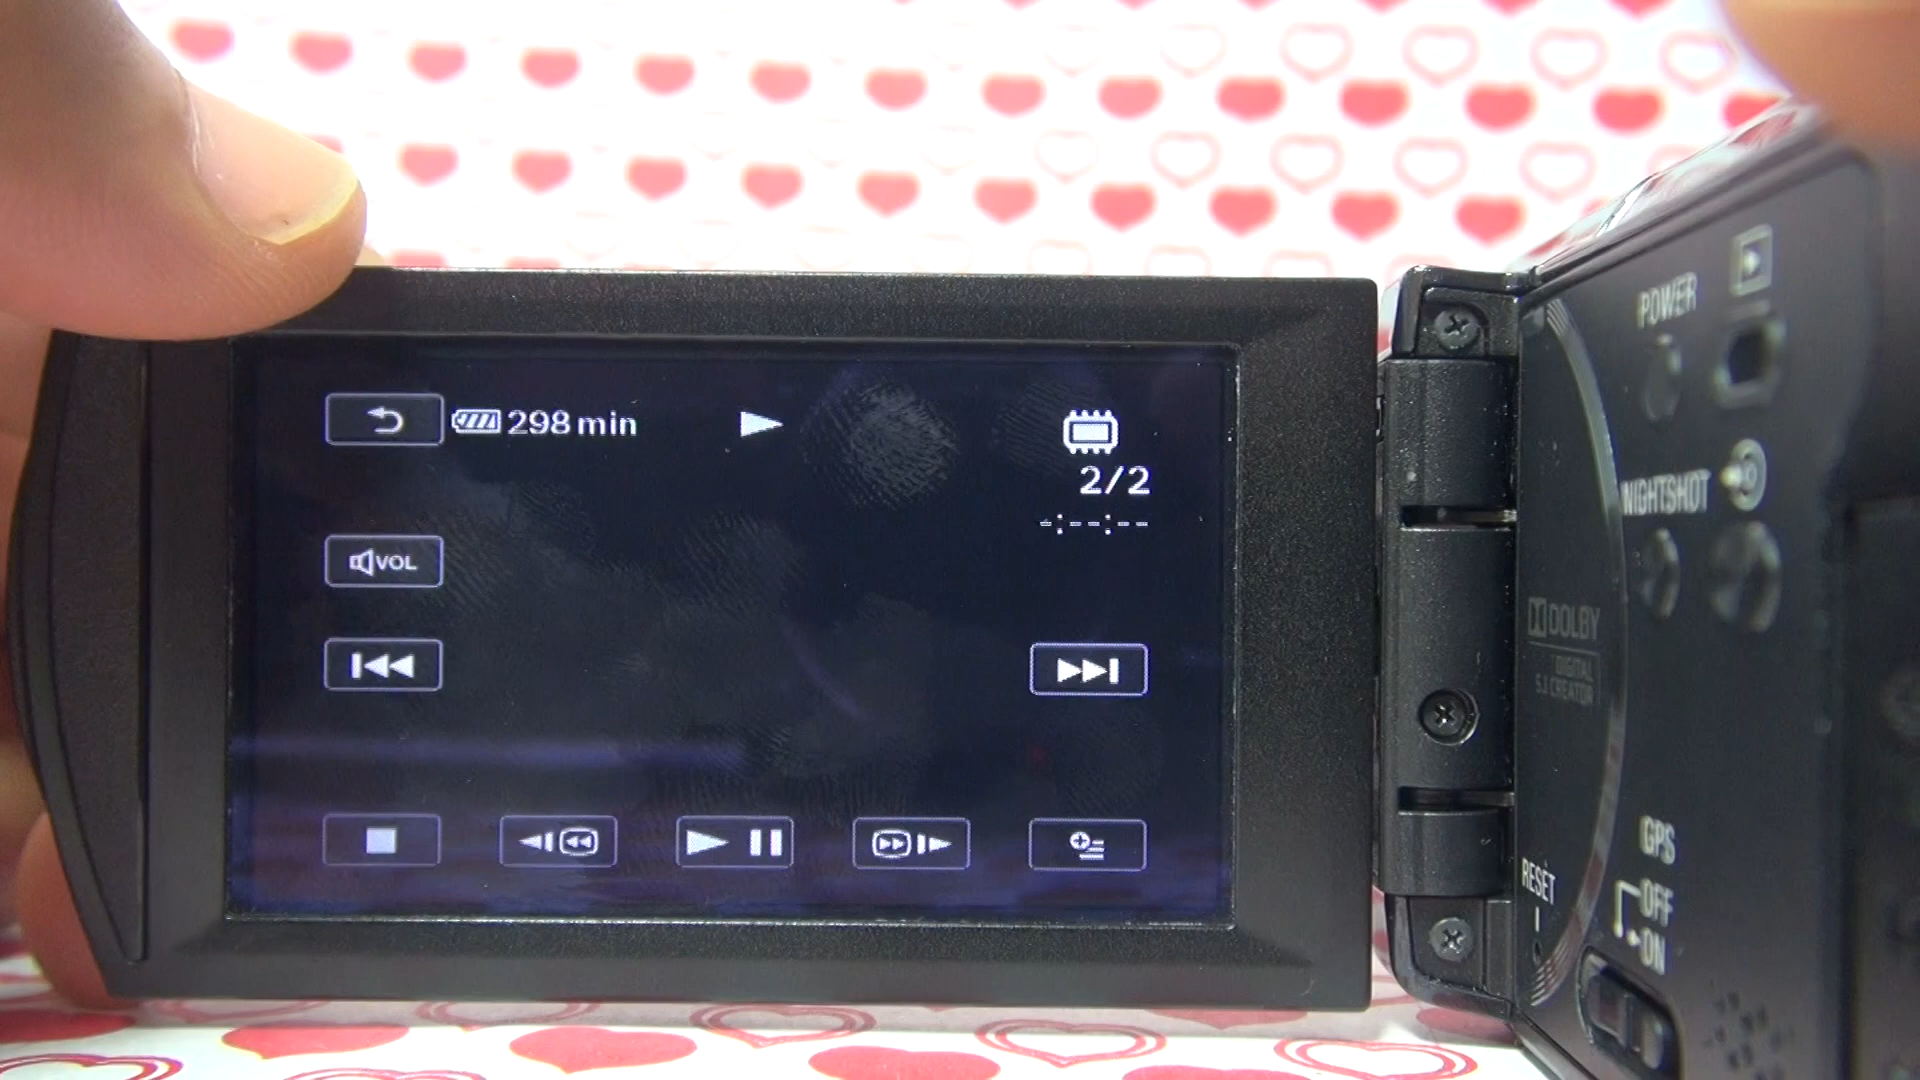 298 min
2/2
-:--:--
VOL
POWER
NIGHTSHOT
DOLBY
DIGITAL
5.1 CREATOR
GPS
OFF
ON
RESET